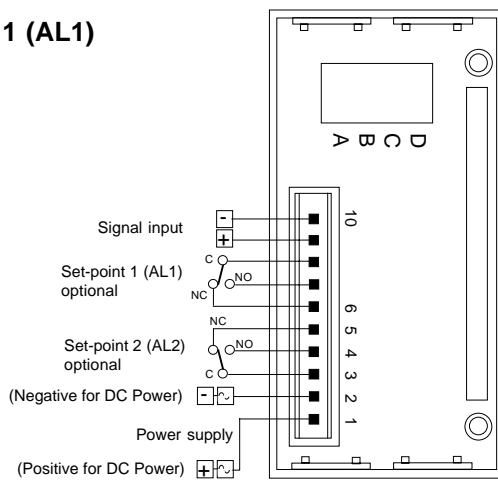 1 (AL1)
A B C D
10
Signal input
-
+
C
Set-point 1 (AL1)
optional
NO
NC
6
NC
5
Set-point 2 (AL2)
optional
NO
4
C
3
(Negative for DC Power)
- ~
2
Power supply
1
(Positive for DC Power)
+ ~